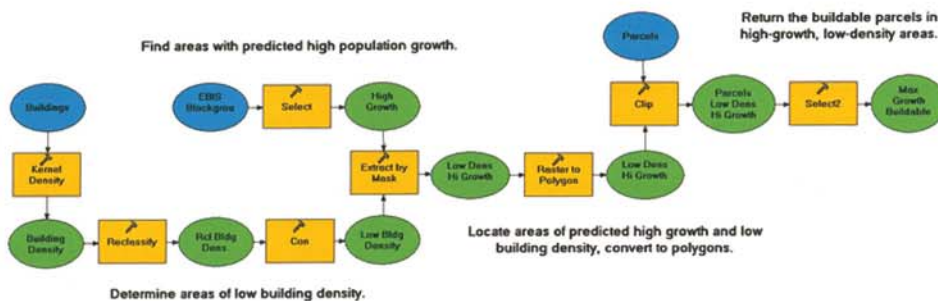 Find areas with predicted high population growth.
Return the buildable parcels in
high-growth, low-density areas.
Buildings
EBIS
Blockgrou
Select
High
Growth
Parcels
Clip
Parcels
Low Dens
Hi Growth
Select2
Max
Growth
Buildable
Kernel
Density
Extract by
Mask
Low Dens
Hi Growth
Raster to
Polygon
Low Dens
Hi Growth
Building
Density
Reclassify
Rcl Bldg
Dens
Con
Low Bldg
Density
Locate areas of predicted high growth and low
building density, convert to polygons.
Determine areas of low building density.